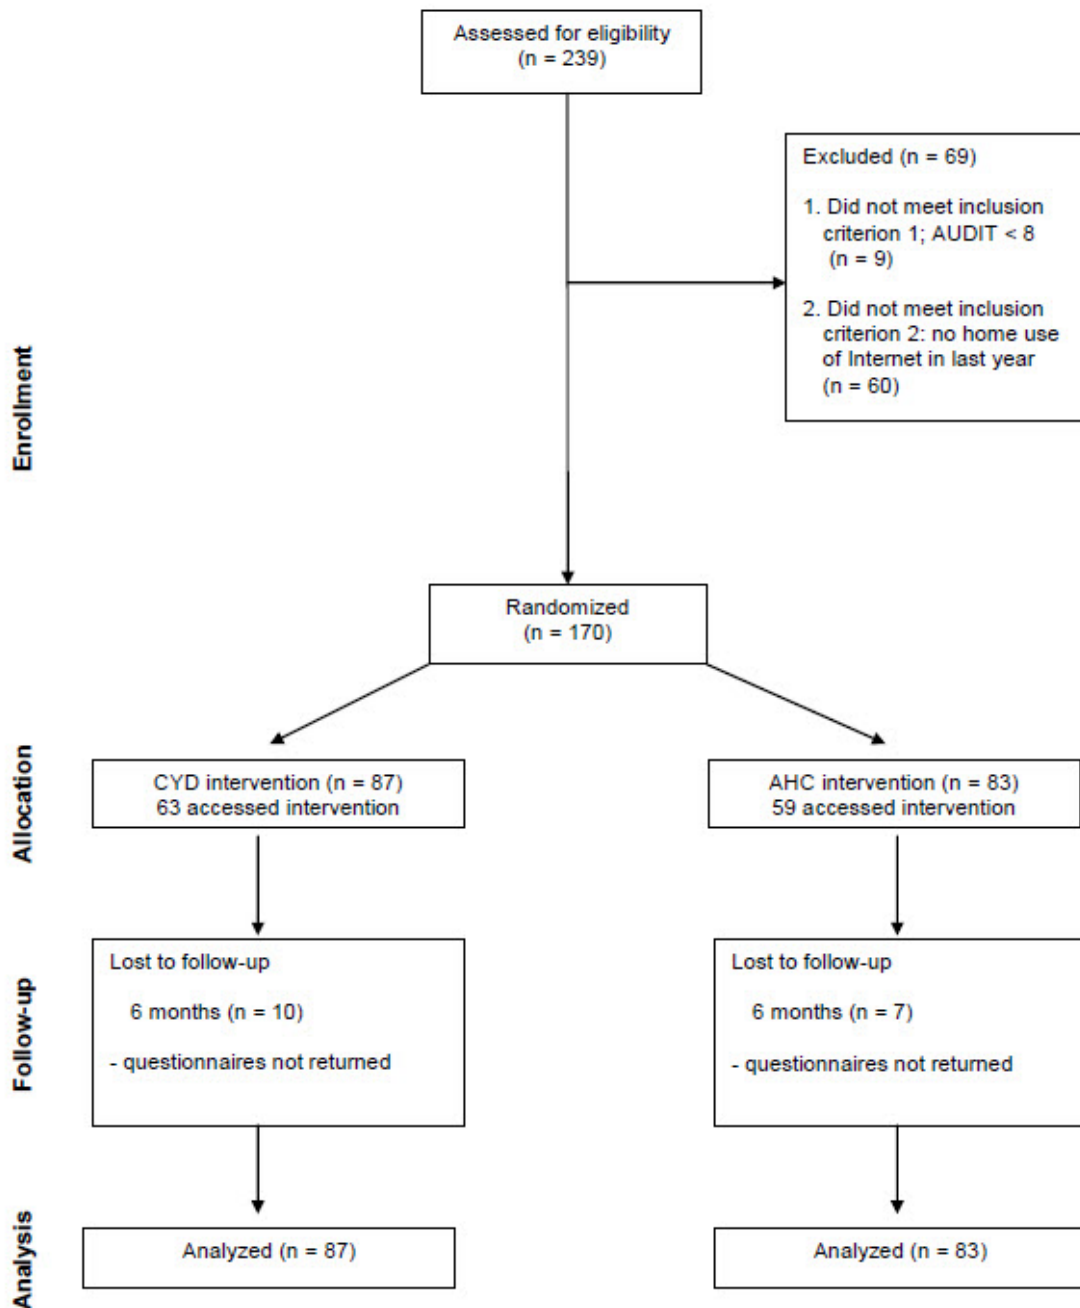 Assessed for eligibility
(n = 239)
Excluded (n = 69)
1. Did not meet inclusion
criterion 1; AUDIT < 8
(n = 9)
2. Did not meet inclusion
criterion 2: no home use
of Internet in last year
(n = 60)
Enrollment
Randomized
(n = 170)
Allocation
CYD intervention (n = 87)
63 accessed intervention
AHC intervention (n = 83)
59 accessed intervention
Follow-up
Lost to follow-up
6 months (n = 10)
- questionnaires not returned
Lost to follow-up
6 months (n = 7)
- questionnaires not returned
Analysis
Analyzed (n = 87)
Analyzed (n = 83)